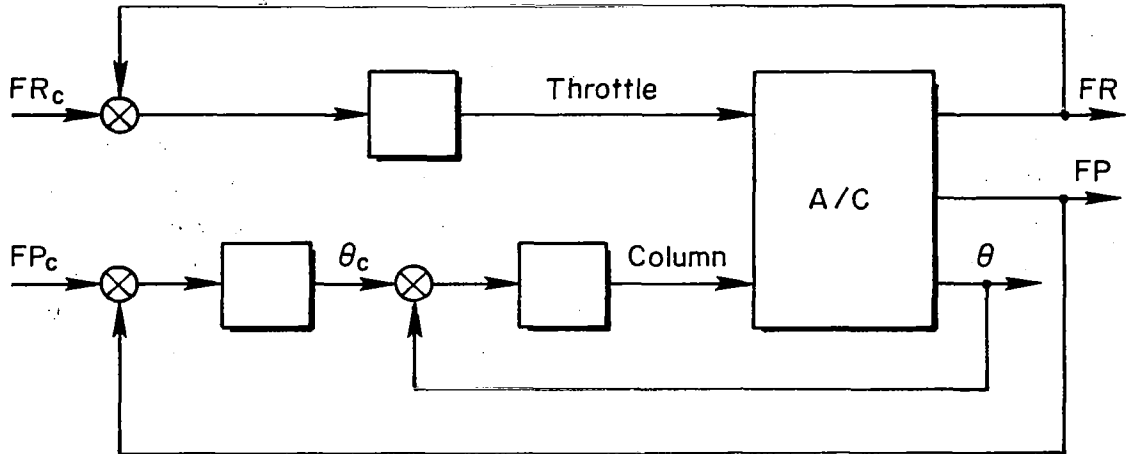 FRc
Throttle
FR
FP
A/C
FPc
θc
Column
θ